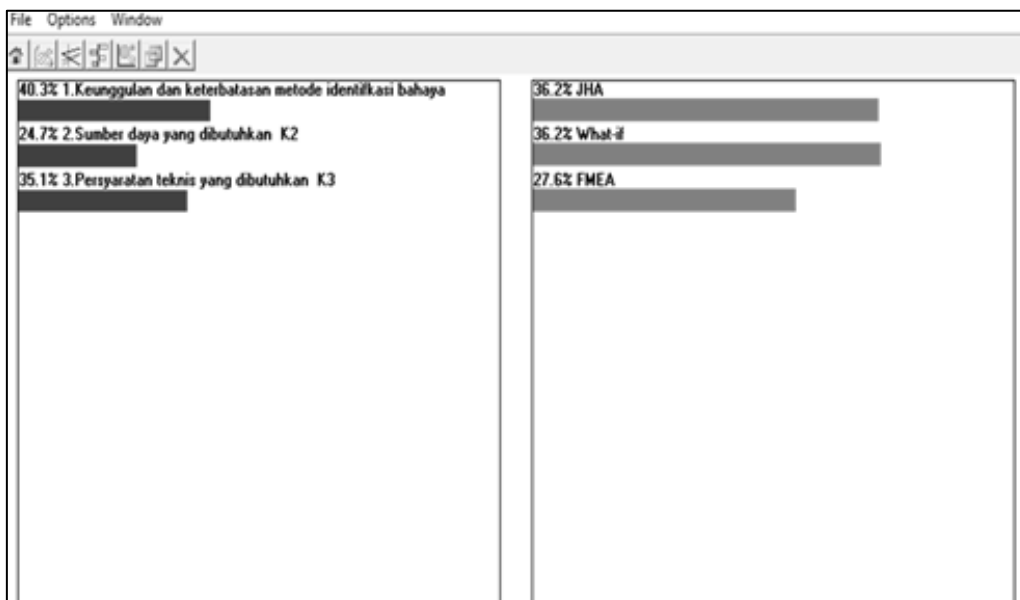 File Options Window
40.3% 1.Keunggulan dan keterbatasan metode identifkasi bahaya
24.7% 2.Sumber daya yang dibutuhkan K2
35.1% 3.Persyaratan teknis yang dibutuhkan K3
36.2% JHA
36.2% What-if
27.6% FMEA